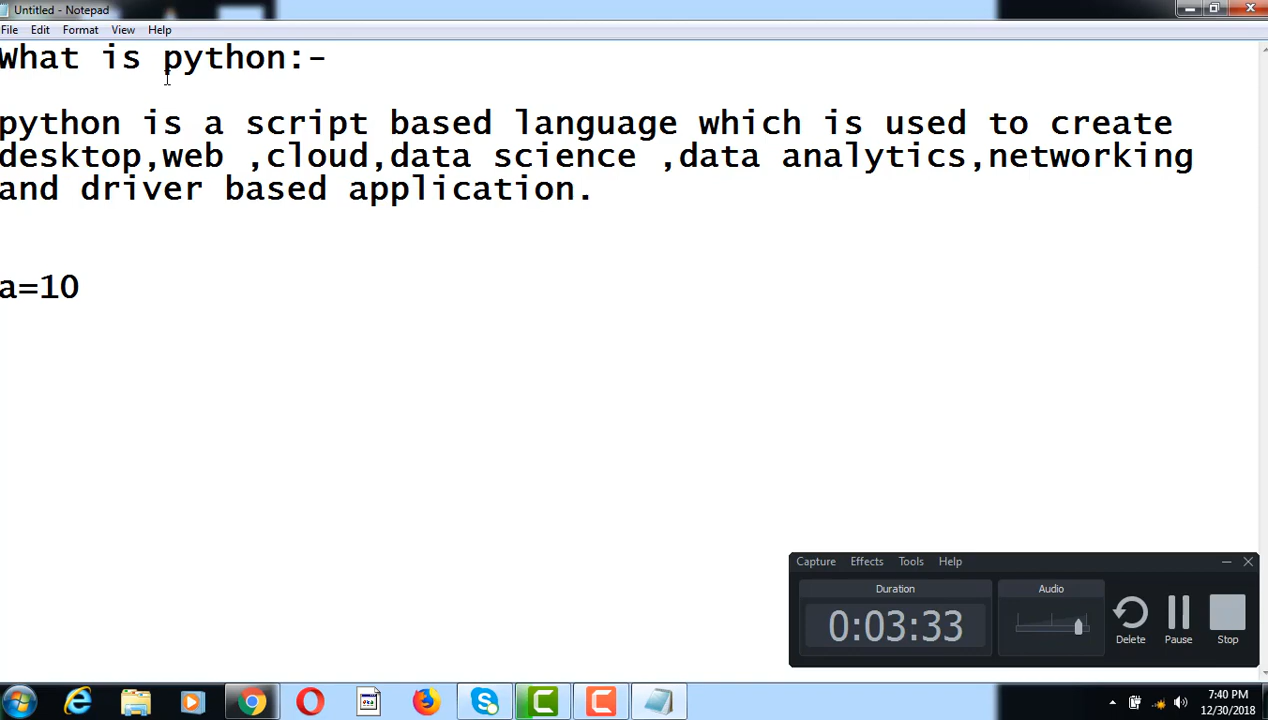 Untitled - Notepad
File Edit Format View Help
What is python:-
python is a script based language which is used to create
desktop,web ,cloud,data science ,data analytics,networking
and driver based application.
a=10
Capture Effects Tools Help
Duration Audio
0:03:33
Delete Pause Stop
7:40 PM
12/30/2018